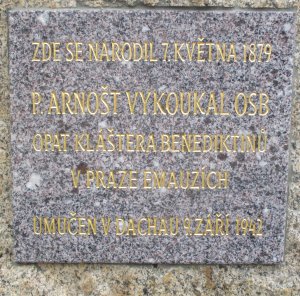 ZDE SE NARODIL 7. KVĚTNA 1879
P. ARNOŠT VYKOUKAL OSB
OPAT KLÁŠTERA BENEDIKTINŮ
V PRAZE EMAUZÍCH
UMUČEN V DACHAU 9. ZÁŘÍ 1942